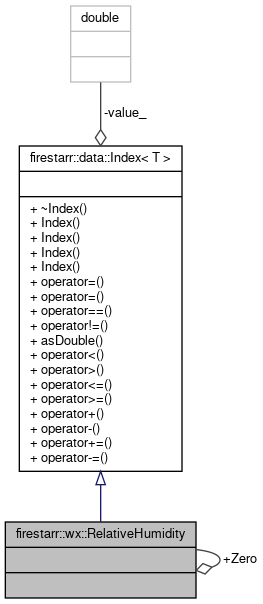 double
-value_
firestarr::data::Index< T >
+ ~Index()
+ Index()
+ Index()
+ Index()
+ Index()
+ operator=()
+ operator=()
+ operator==()
+ operator!=()
+ asDouble()
+ operator<()
+ operator>()
+ operator<=()
+ operator>=()
+ operator+()
+ operator-()
+ operator+=()
+ operator-=()
firestarr::wx::RelativeHumidity
+Zero